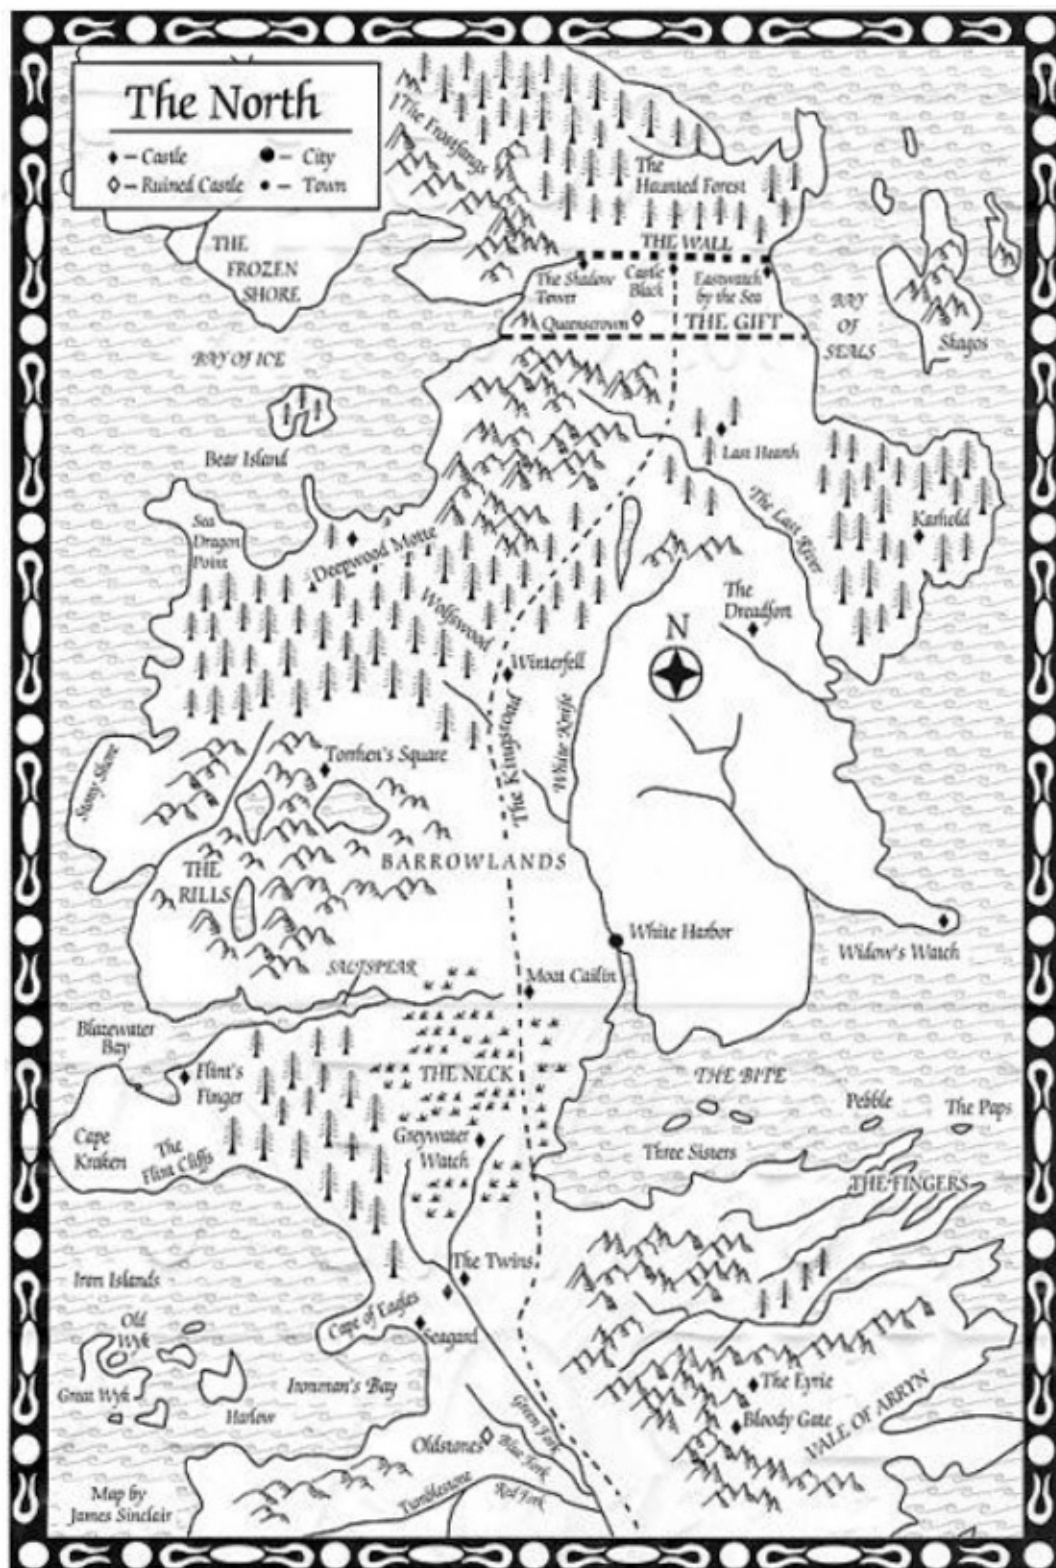 The North
– Castle
– City
– Ruined Castle
– Town
The Frostfangs
The
Haunted Forest
THE
FROZEN
SHORE
THE WALL
The Shadow
Tower
Castle
Black
Eastwatch
by the Sea
Queenscrown
THE GIFT
BAY
OF
SEALS
Skagos
BAY OF ICE
Bear Island
Last Hearth
Sea
Dragon
Point
Deepwood Motte
The Last River
Karhold
Wolfswood
The
Dreadfort
N
Winterfell
The Kingsroad
White Knife
Stony Shore
Torrhen's Square
BARROWLANDS
THE
RILLS
White Harbor
Widow's Watch
SALTSPEAR
Moat Cailin
Blazewater
Bay
Flint's
Finger
THE NECK
THE BITE
Pebble
The Paps
Cape
Kraken
The
Flint Cliffs
Greywater
Watch
Three Sisters
THE FINGERS
The Twins
Iron Islands
Old
Wyk
Cape of Eagles
Seagard
Great Wyk
Harlow
Ironman's Bay
The Eyrie
Bloody Gate
VALE OF ARRYN
Oldstones
Green Fork
Blue Fork
Red Fork
Tumblestone
Map by
James Sinclair